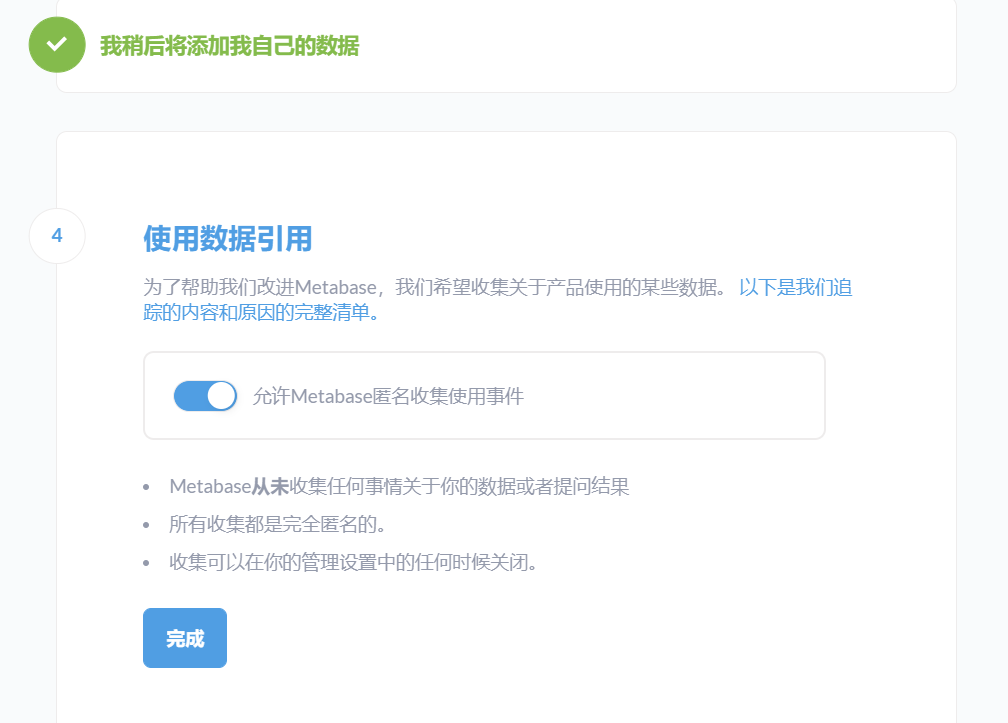 我稍后将添加我自己的数据
4
使用数据引用
为了帮助我们改进Metabase，我们希望收集关于产品使用的某些数据。 以下是我们追
踪的内容和原因的完整清单。
允许Metabase匿名收集使用事件
Metabase从未收集任何事情关于你的数据或者提问结果
所有收集都是完全匿名的。
收集可以在你的管理设置中的任何时候关闭。
完成